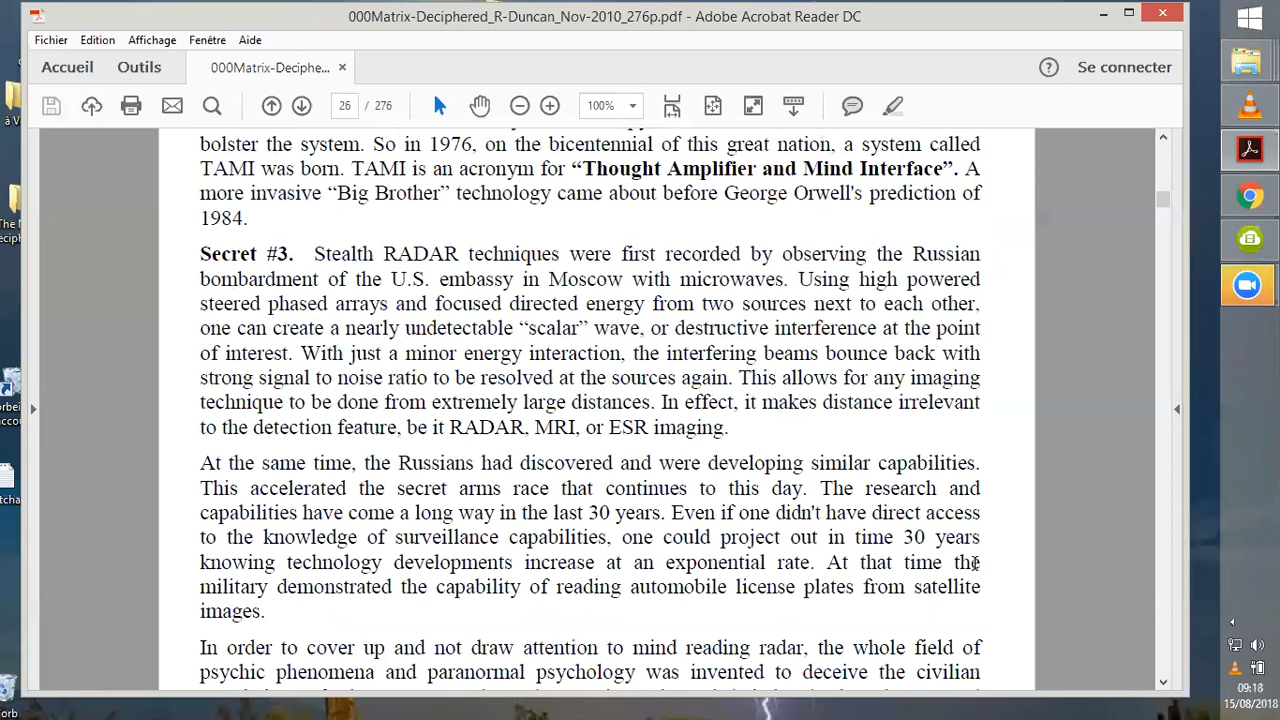 000Matrix-Deciphered_R-Duncan_Nov-2010_276p.pdf - Adobe Acrobat Reader DC
Fichier Edition Affichage Fenêtre Aide
Accueil Outils 000Matrix-Deciphe... × Se connecter
26 / 276 100%
bolster the system. So in 1976, on the bicentennial of this great nation, a system called
TAMI was born. TAMI is an acronym for “Thought Amplifier and Mind Interface”. A
more invasive “Big Brother” technology came about before George Orwell's prediction of
1984.
Secret #3. Stealth RADAR techniques were first recorded by observing the Russian
bombardment of the U.S. embassy in Moscow with microwaves. Using high powered
steered phased arrays and focused directed energy from two sources next to each other,
one can create a nearly undetectable “scalar” wave, or destructive interference at the point
of interest. With just a minor energy interaction, the interfering beams bounce back with
strong signal to noise ratio to be resolved at the sources again. This allows for any imaging
technique to be done from extremely large distances. In effect, it makes distance irrelevant
to the detection feature, be it RADAR, MRI, or ESR imaging.
At the same time, the Russians had discovered and were developing similar capabilities.
This accelerated the secret arms race that continues to this day. The research and
capabilities have come a long way in the last 30 years. Even if one didn't have direct access
to the knowledge of surveillance capabilities, one could project out in time 30 years
knowing technology developments increase at an exponential rate. At that time the
military demonstrated the capability of reading automobile license plates from satellite
images.
In order to cover up and not draw attention to mind reading radar, the whole field of
psychic phenomena and paranormal psychology was invented to deceive the civilian
09:18
15/08/2018